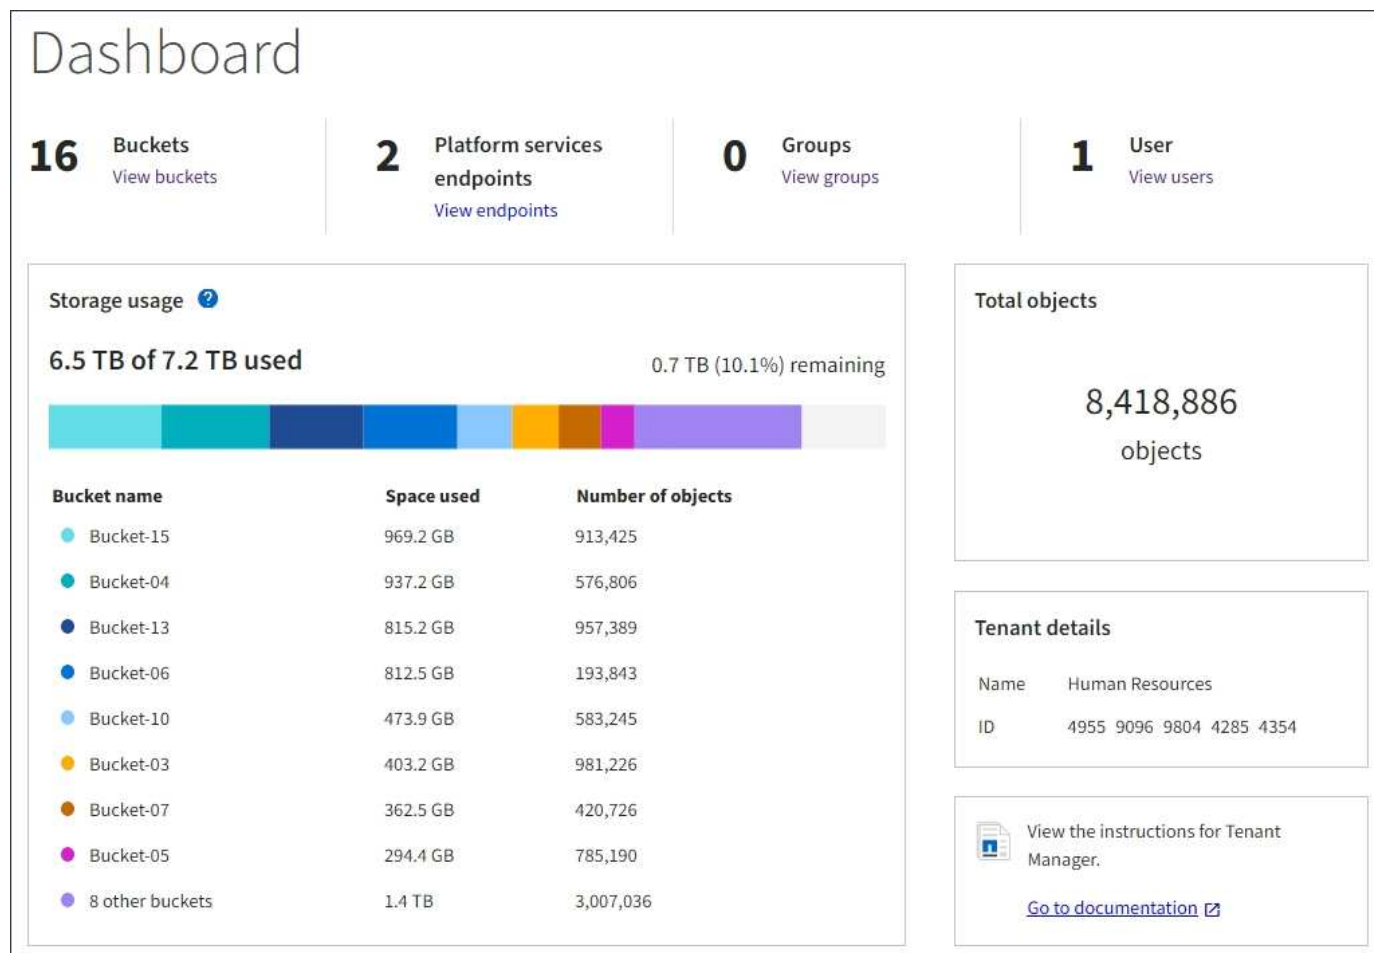 Dashboard
16 Buckets
View buckets
2 Platform services
endpoints
View endpoints
0 Groups
View groups
1 User
View users
Storage usage ?
6.5 TB of 7.2 TB used 0.7 TB (10.1%) remaining
Bucket name Space used Number of objects
Bucket-15 969.2 GB 913,425
Bucket-04 937.2 GB 576,806
Bucket-13 815.2 GB 957,389
Bucket-06 812.5 GB 193,843
Bucket-10 473.9 GB 583,245
Bucket-03 403.2 GB 981,226
Bucket-07 362.5 GB 420,726
Bucket-05 294.4 GB 785,190
8 other buckets 1.4 TB 3,007,036
Total objects
8,418,886
objects
Tenant details
Name Human Resources
ID 4955 9096 9804 4285 4354
View the instructions for Tenant
Manager.
Go to documentation